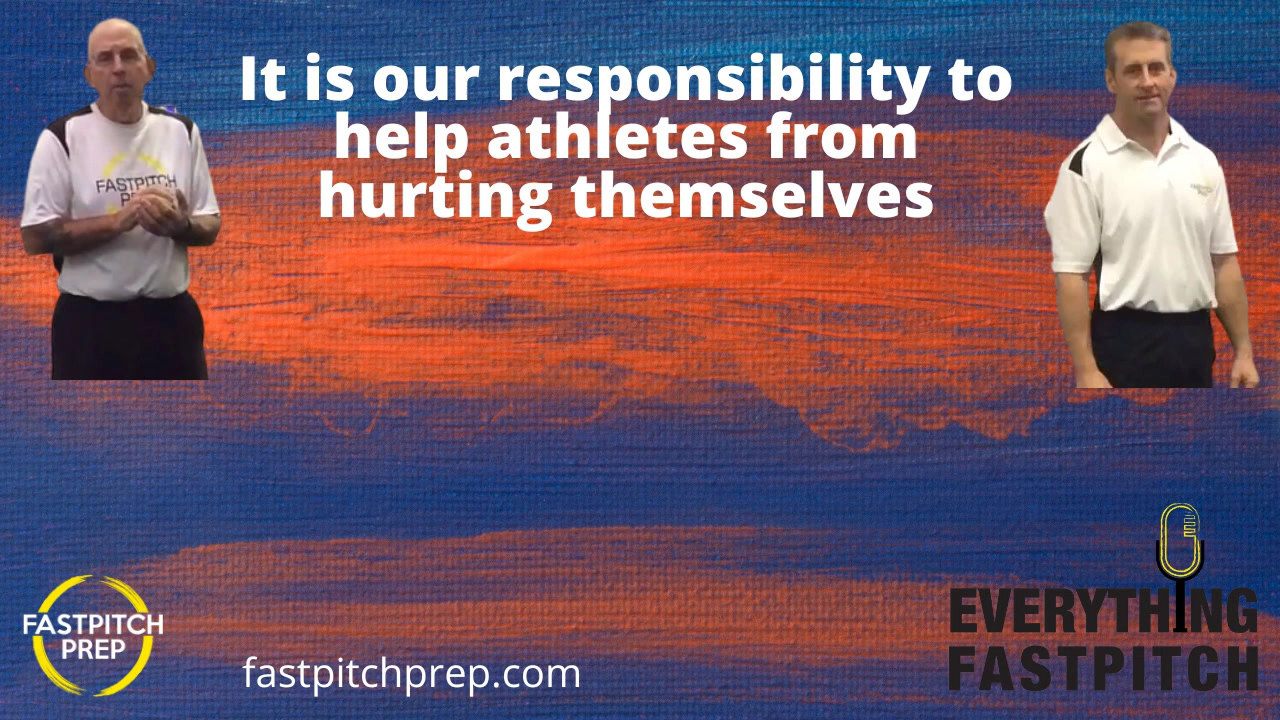 It is our responsibility to
help athletes from
hurting themselves
FASTPITCH
FASTPITCH
PREP
fastpitchprep.com
EVERYTHING
FASTPITCH